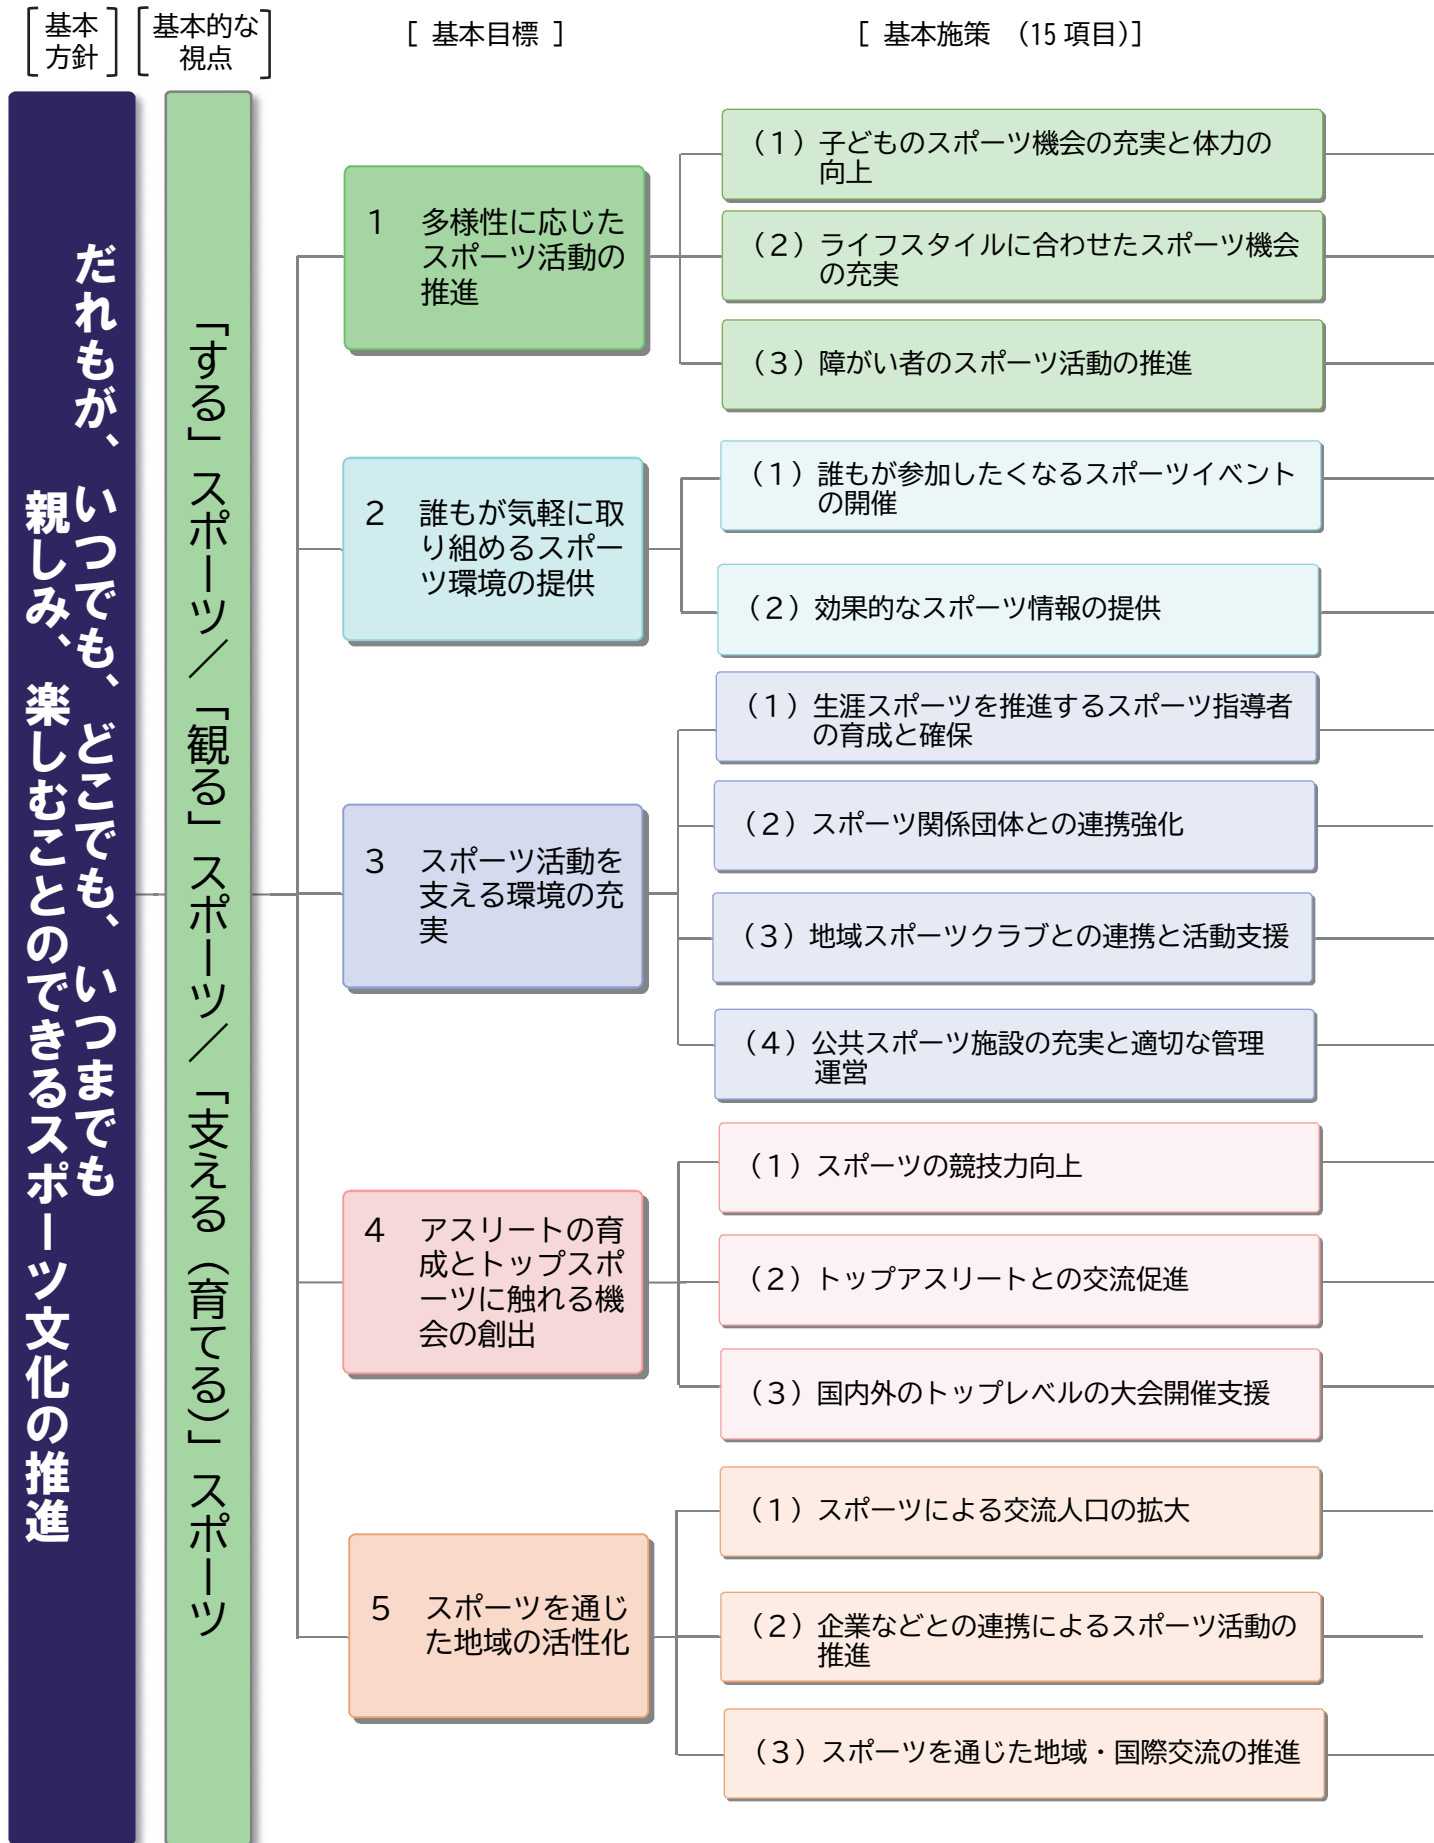 基本
方針
基本的な
視点
[ 基本目標 ]
[ 基本施策 (15項目)]
だれもが、いつでも、どこでも、いつまでも
親しみ、楽しむことのできるスポーツ文化の推進
「する」スポーツ／「観る」スポーツ／「支える（育てる）」スポーツ
1 多様性に応じた
スポーツ活動の
推進
（1）子どものスポーツ機会の充実と体力の
向上
（2）ライフスタイルに合わせたスポーツ機会
の充実
（3）障がい者のスポーツ活動の推進
2 誰もが気軽に取
り組めるスポー
ツ環境の提供
（1）誰もが参加したくなるスポーツイベント
の開催
（2）効果的なスポーツ情報の提供
3 スポーツ活動を
支える環境の充
実
（1）生涯スポーツを推進するスポーツ指導者
の育成と確保
（2）スポーツ関係団体との連携強化
（3）地域スポーツクラブとの連携と活動支援
（4）公共スポーツ施設の充実と適切な管理
運営
4 アスリートの育
成とトップスポ
ーツに触れる機
会の創出
（1）スポーツの競技力向上
（2）トップアスリートとの交流促進
（3）国内外のトップレベルの大会開催支援
5 スポーツを通じ
た地域の活性化
（1）スポーツによる交流人口の拡大
（2）企業などとの連携によるスポーツ活動の
推進
（3）スポーツを通じた地域・国際交流の推進